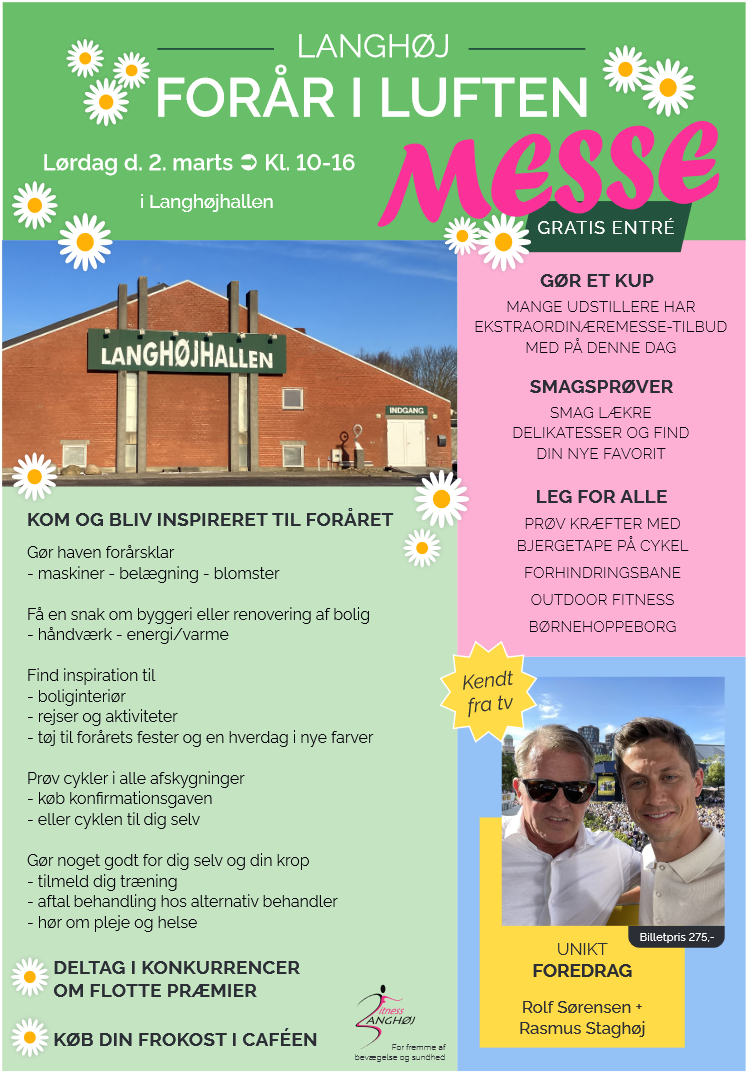 LANGHØJ
FORÅR I LUFTEN
MESSE
Lørdag d. 2. marts ➲ Kl. 10-16
i Langhøjhallen
GRATIS ENTRÉ
LANGHØJHALLEN
INDGANG
GØR ET KUP
MANGE UDSTILLERE HAR
EKSTRAORDINÆREMESSE-TILBUD
MED PÅ DENNE DAG
SMAGSPRØVER
SMAG LÆKRE
DELIKATESSER OG FIND
DIN NYE FAVORIT
LEG FOR ALLE
PRØV KRÆFTER MED
BJERGETAPE PÅ CYKEL
FORHINDRINGSBANE
OUTDOOR FITNESS
BØRNEHOPPEBORG
KOM OG BLIV INSPIRERET TIL FORÅRET
Gør haven forårsklar
- maskiner - belægning - blomster
Få en snak om byggeri eller renovering af bolig
- håndværk - energi/varme
Find inspiration til
- boliginteriør
- rejser og aktiviteter
- tøj til forårets fester og en hverdag i nye farver
Prøv cykler i alle afskygninger
- køb konfirmationsgaven
- eller cyklen til dig selv
Gør noget godt for dig selv og din krop
- tilmeld dig træning
- aftal behandling hos alternativ behandler
- hør om pleje og helse
DELTAG I KONKURRENCER
OM FLOTTE PRÆMIER
KØB DIN FROKOST I CAFÉEN
fitness
LANGHØJ
For fremme af
bevægelse og sundhed
Kendt
fra tv
Billetpris 275,-
UNIKT
FOREDRAG
Rolf Sørensen +
Rasmus Staghøj